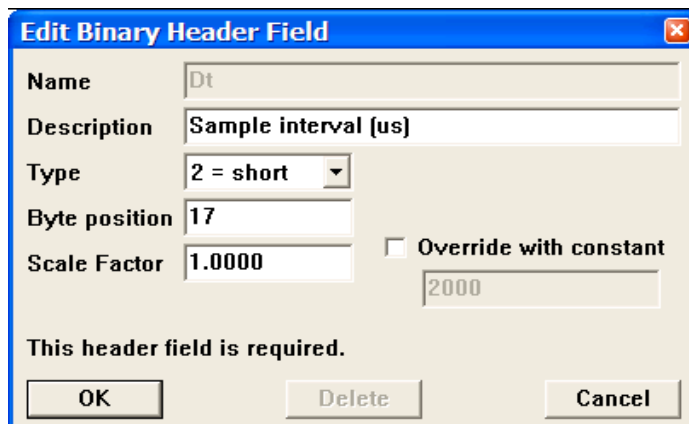 Edit Binary Header Field
Name Dt
Description Sample interval (us)
Type 2 = short
Byte position 17
Scale Factor 1.0000
Override with constant
2000
This header field is required.
OK Delete Cancel